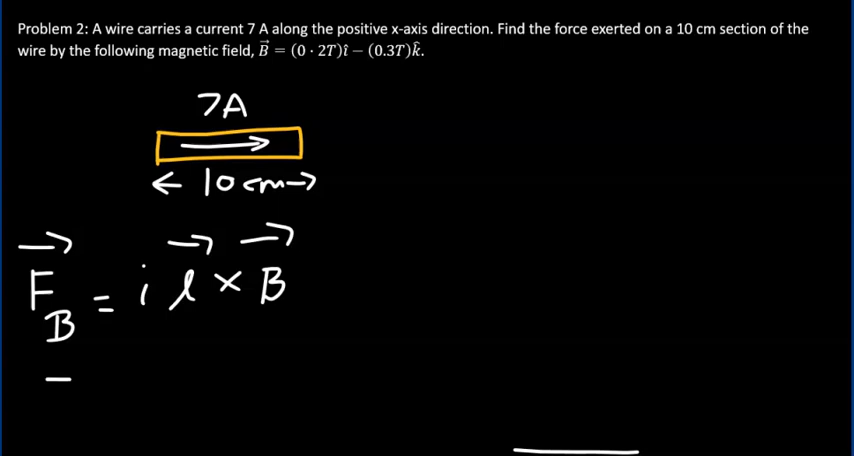 Problem 2: A wire carries a current 7 A along the positive x-axis direction. Find the force exerted on a 10 cm section of the
wire by the following magnetic field, B⃗ = (0 · 2T)î − (0.3T)k̂.
7A
← 10 cm →
F⃗_B = i l⃗ × B⃗